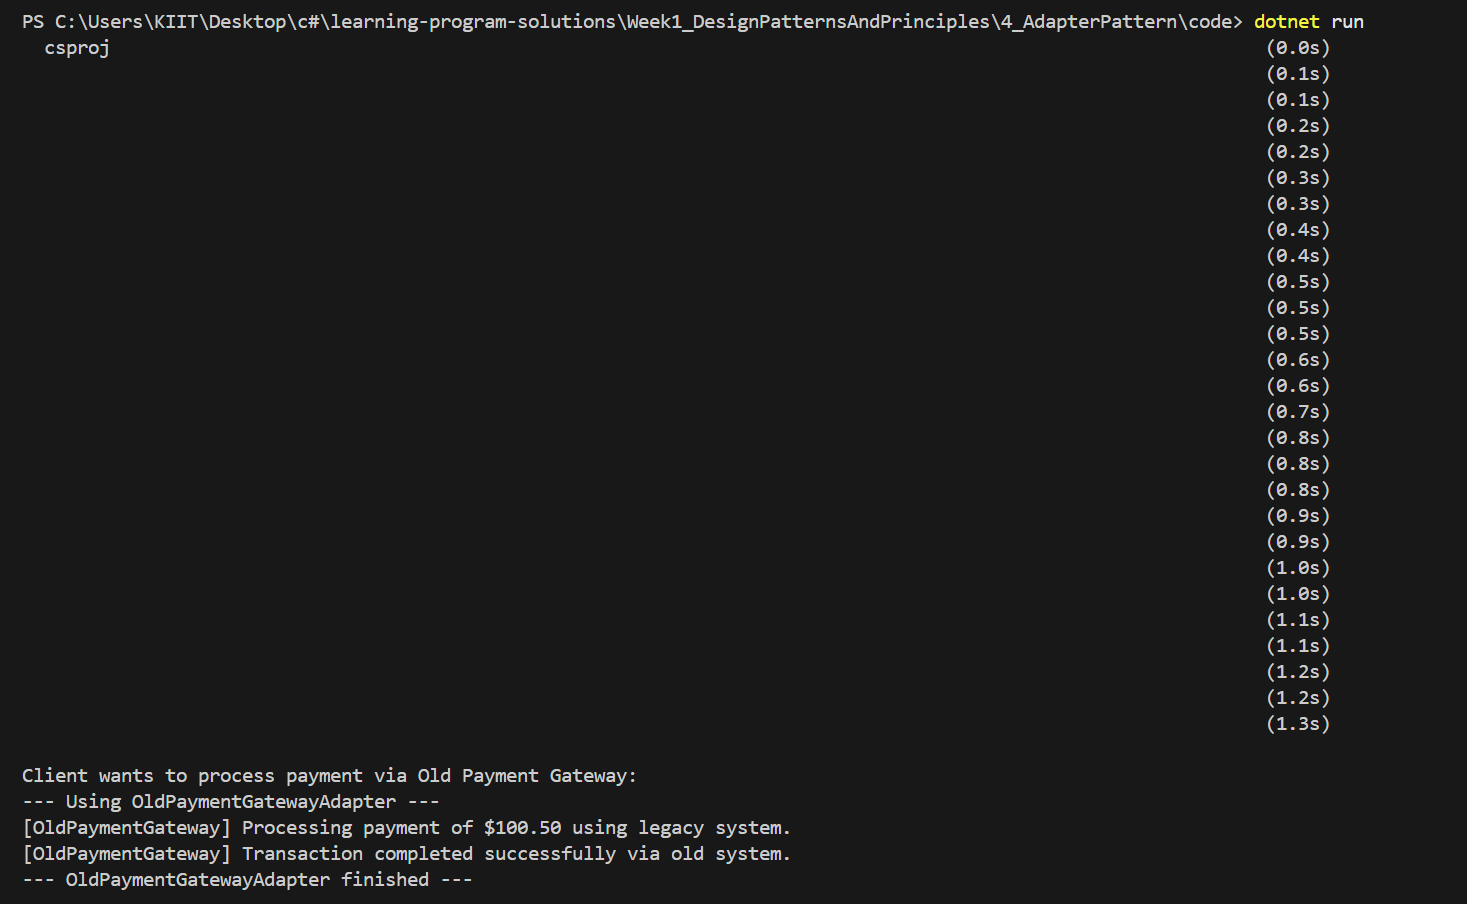 PS C:\Users\KIIT\Desktop\c#\learning-program-solutions\Week1_DesignPatternsAndPrinciples\4_AdapterPattern\code> dotnet run
csproj (0.0s)
(0.1s)
(0.1s)
(0.2s)
(0.2s)
(0.3s)
(0.3s)
(0.4s)
(0.4s)
(0.5s)
(0.5s)
(0.5s)
(0.6s)
(0.6s)
(0.7s)
(0.8s)
(0.8s)
(0.8s)
(0.9s)
(0.9s)
(1.0s)
(1.0s)
(1.1s)
(1.1s)
(1.2s)
(1.2s)
(1.3s)
Client wants to process payment via Old Payment Gateway:
--- Using OldPaymentGatewayAdapter ---
[OldPaymentGateway] Processing payment of $100.50 using legacy system.
[OldPaymentGateway] Transaction completed successfully via old system.
--- OldPaymentGatewayAdapter finished ---